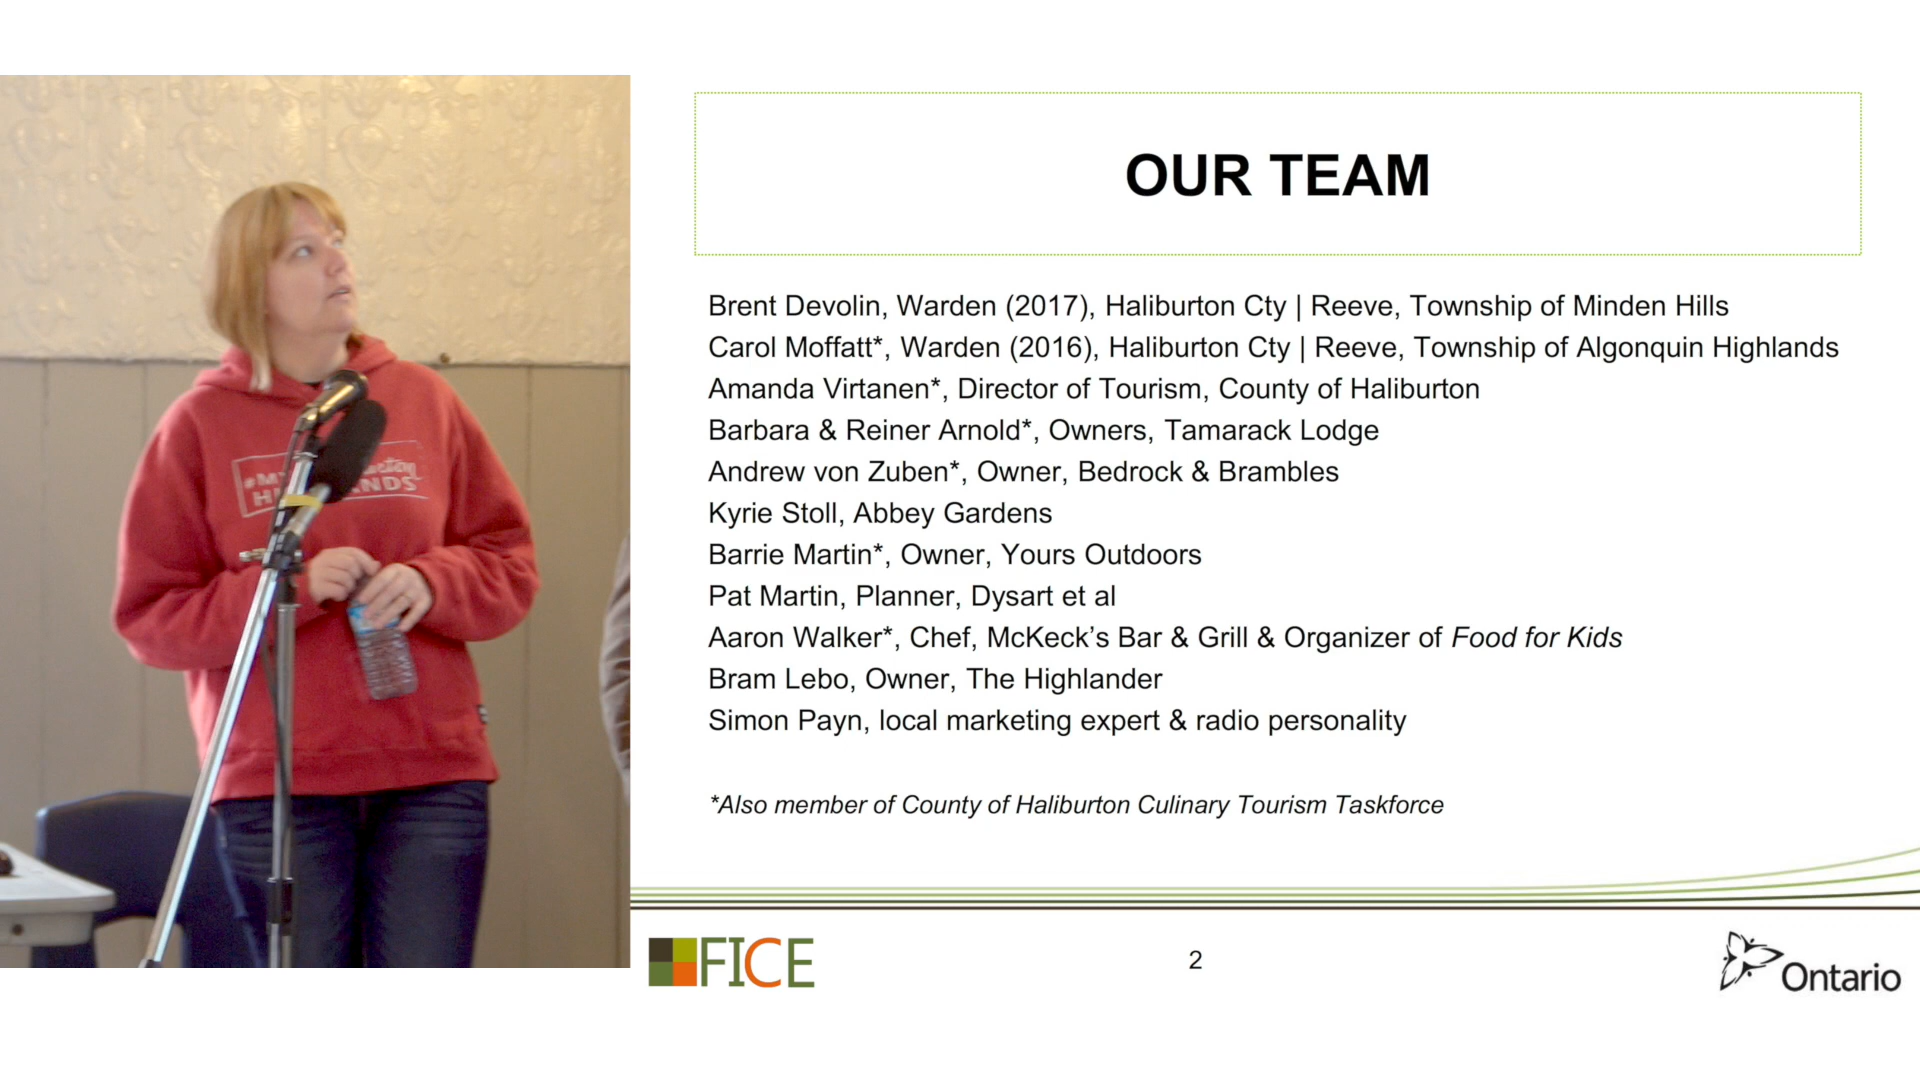 #MY
HI
NDS
OUR TEAM
Brent Devolin, Warden (2017), Haliburton Cty | Reeve, Township of Minden Hills
Carol Moffatt*, Warden (2016), Haliburton Cty | Reeve, Township of Algonquin Highlands
Amanda Virtanen*, Director of Tourism, County of Haliburton
Barbara & Reiner Arnold*, Owners, Tamarack Lodge
Andrew von Zuben*, Owner, Bedrock & Brambles
Kyrie Stoll, Abbey Gardens
Barrie Martin*, Owner, Yours Outdoors
Pat Martin, Planner, Dysart et al
Aaron Walker*, Chef, McKeck’s Bar & Grill & Organizer of Food for Kids
Bram Lebo, Owner, The Highlander
Simon Payn, local marketing expert & radio personality
*Also member of County of Haliburton Culinary Tourism Taskforce
FICE
2
Ontario